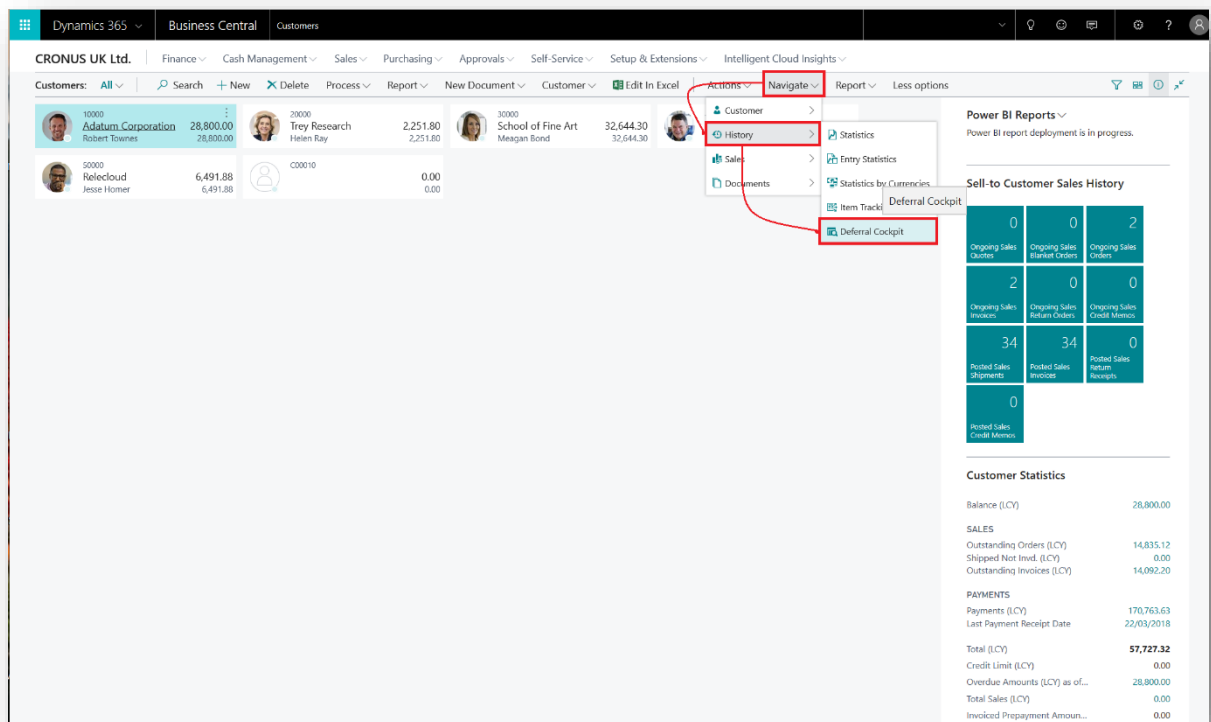 Dynamics 365 Business Central Customers ?
CRONUS UK Ltd. Finance Cash Management Sales Purchasing Approvals Self-Service Setup & Extensions Intelligent Cloud Insights
Customers: All Search + New Delete Process Report New Document Customer Edit In Excel Actions Navigate Report Less options
10000
Adatum Corporation 28,800.00
Robert Townes 28,800.00
20000
Trey Research 2,251.80
Helen Ray 2,251.80
30000
School of Fine Art 32,644.30
Meagan Bond 32,644.30
50000
Relecloud 6,491.88
Jesse Homer 6,491.88
C00010
0.00
0.00
Customer
History
Sales
Documents
Statistics
Entry Statistics
Statistics by Currencies
Item Tracki
Deferral Cockpit
Deferral Cockpit
Power BI Reports
Power BI report deployment is in progress.
Sell-to Customer Sales History
0
Ongoing Sales
Quotes
0
Ongoing Sales
Blanket Orders
2
Ongoing Sales
Orders
2
Ongoing Sales
Invoices
0
Ongoing Sales
Return Orders
0
Ongoing Sales
Credit Memos
34
Posted Sales
Shipments
34
Posted Sales
Invoices
0
Posted Sales
Return
Receipts
0
Posted Sales
Credit Memos
Customer Statistics
Balance (LCY) 28,800.00
SALES
Outstanding Orders (LCY) 14,835.12
Shipped Not Invd. (LCY) 0.00
Outstanding Invoices (LCY) 14,092.20
PAYMENTS
Payments (LCY) 170,763.63
Last Payment Receipt Date 22/03/2018
Total (LCY) 57,727.32
Credit Limit (LCY) 0.00
Overdue Amounts (LCY) as of... 28,800.00
Total Sales (LCY) 0.00
Invoiced Prepayment Amoun... 0.00